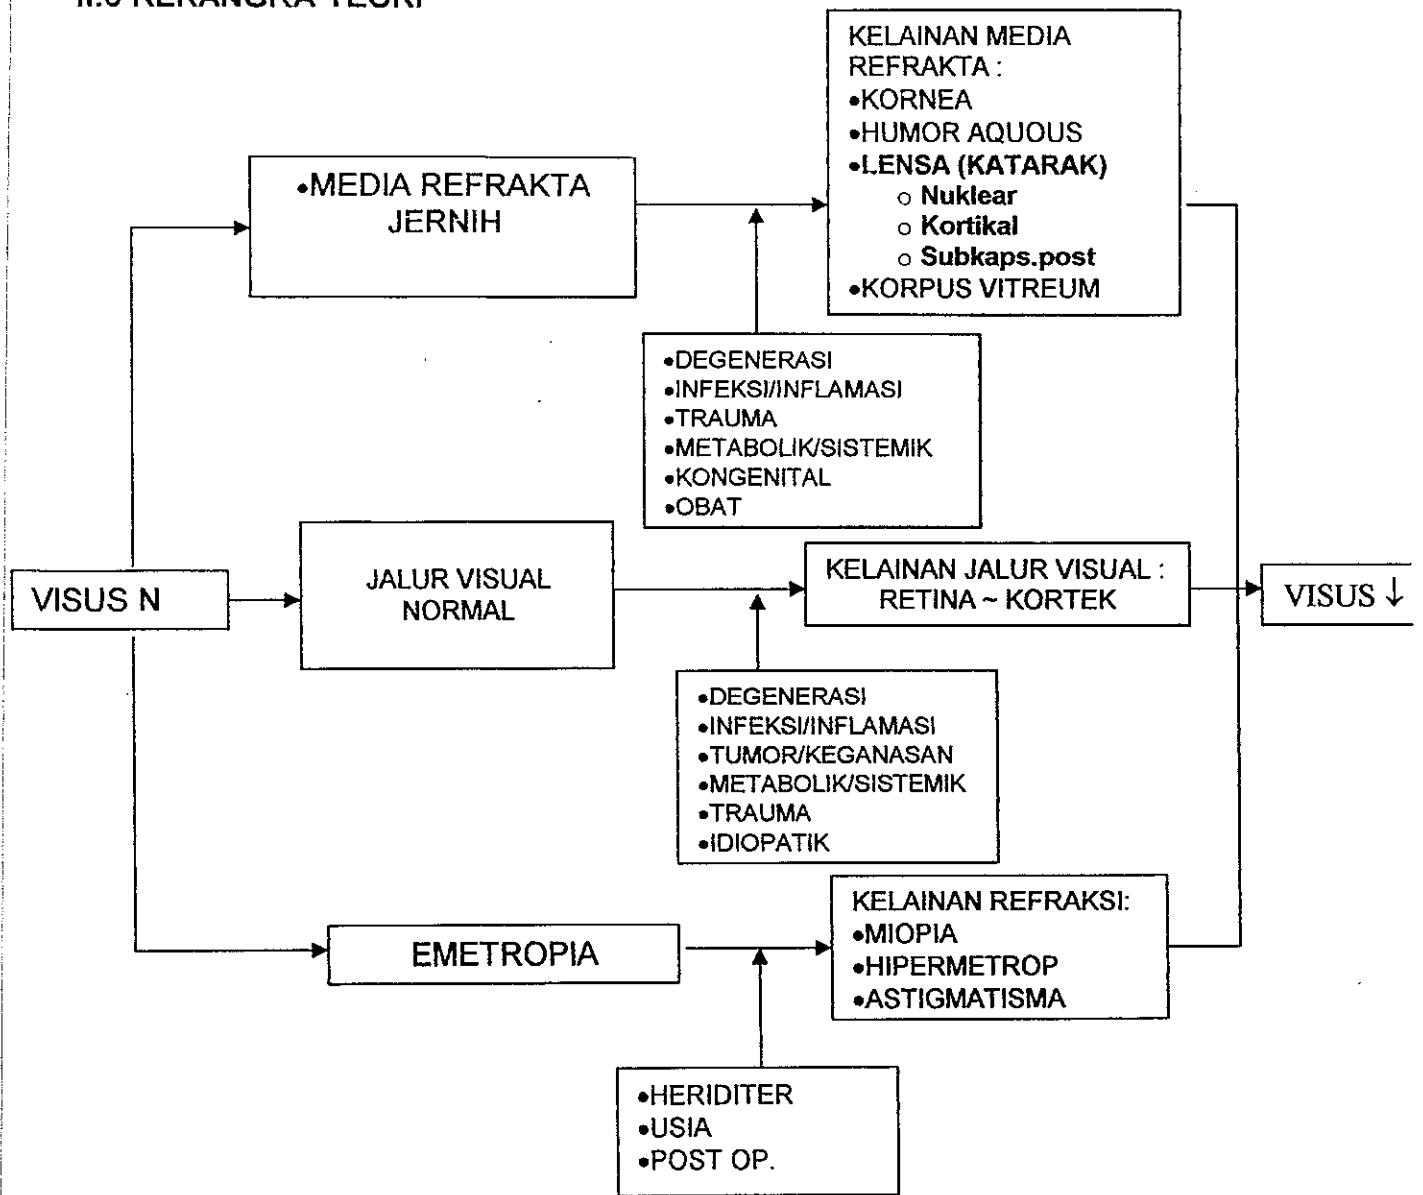 KERANGKA TEORI
KELAINAN MEDIA
REFRAKTA :
•KORNEA
•HUMOR AQUOUS
•LENSA (KATARAK)
○ Nuklear
○ Kortikal
○ Subkaps.post
•KORPUS VITREUM
•MEDIA REFRAKTA
JERNIH
•DEGENERASI
•INFEKSI/INFLAMASI
•TRAUMA
•METABOLIK/SISTEMIK
•KONGENITAL
•OBAT
VISUS N
JALUR VISUAL
NORMAL
KELAINAN JALUR VISUAL :
RETINA ~ KORTEK
VISUS ↓
•DEGENERASI
•INFEKSI/INFLAMASI
•TUMOR/KEGANASAN
•METABOLIK/SISTEMIK
•TRAUMA
•IDIOPATIK
EMETROPIA
KELAINAN REFRAKSI:
•MIOPIA
•HIPERMETROP
•ASTIGMATISMA
•HERIDITER
•USIA
•POST OP.